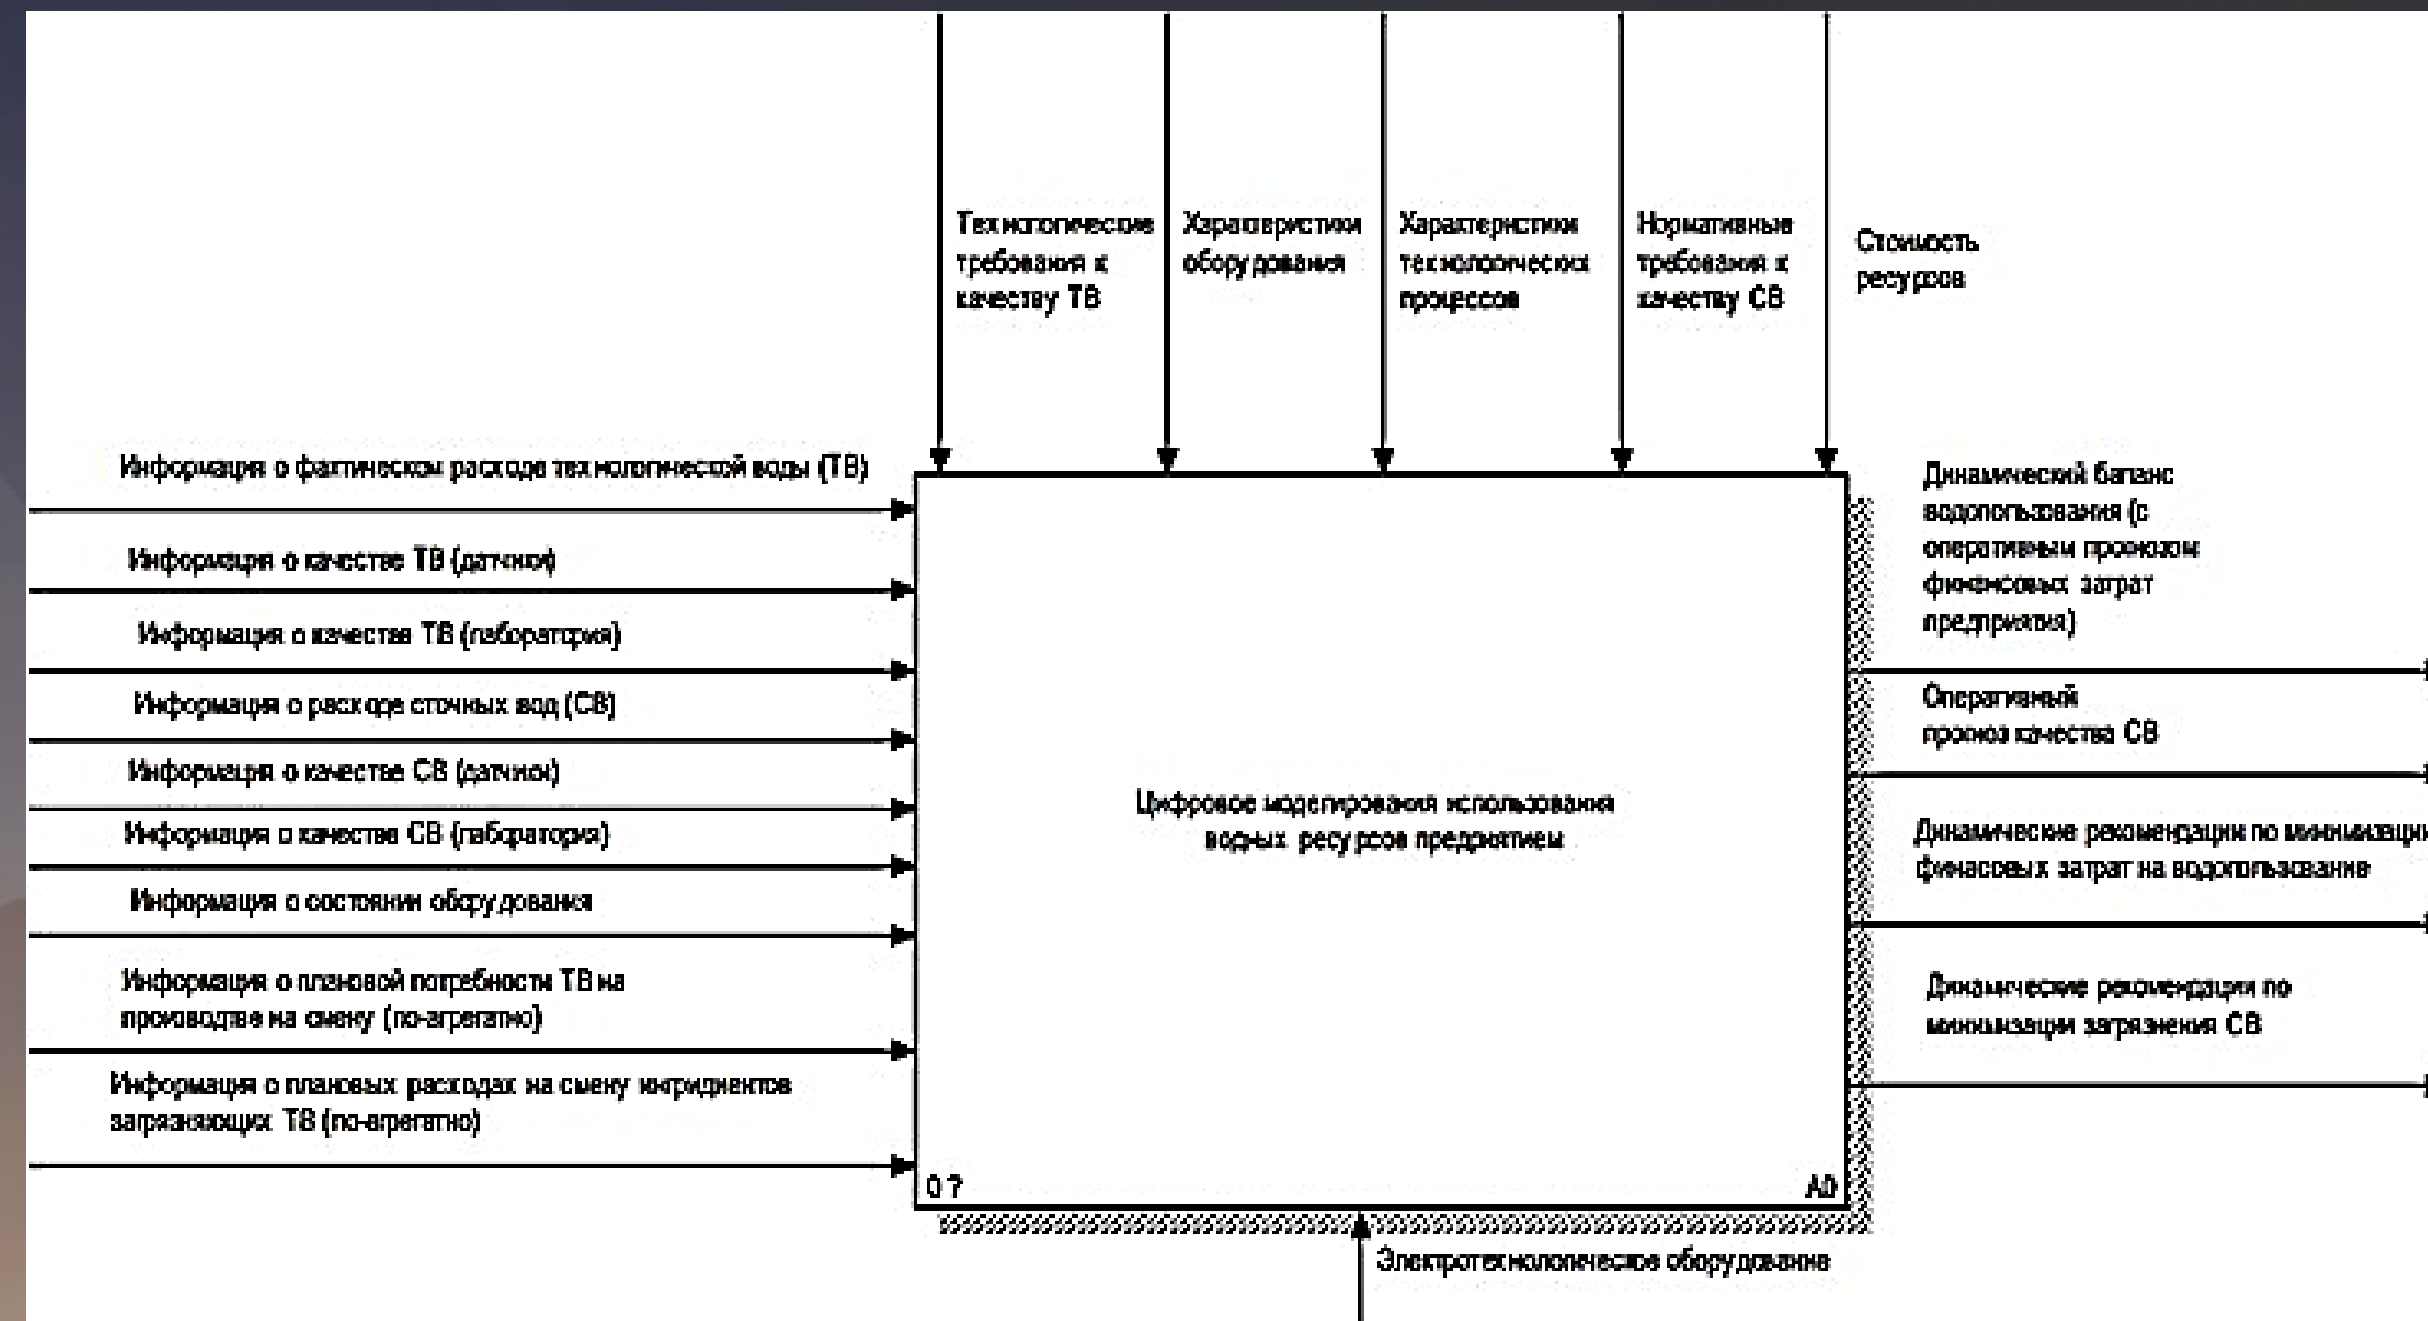 Технологические
требования к
качеству ТВ
Характеристики
оборудования
Характеристики
технологических
процессов
Нормативные
требования к
качеству СВ
Стоимость
ресурсов
Информация о фактическом расходе технологической воды (ТВ)
Информация о качестве ТВ (датчики)
Информация о качестве ТВ (лаборатория)
Информация о расходе сточных вод (СВ)
Информация о качестве СВ (датчики)
Информация о качестве СВ (лаборатория)
Информация о состоянии оборудования
Информация о плановой потребности ТВ на
производтве на смену (по-агрегатно)
Информация о плановых расходах на смену ингридиентов
загрязняющих ТВ (по-агрегатно)
Цифровое моделирования использования
водных ресурсов предприятием
0 ?
А0
Динамический баланс
водопользования (с
оперативным прогнозом
финансовых затрат
предприятия)
Оперативный
прогноз качества СВ
Динамические рекомендации по минимизации
финасовых затрат на водопользование
Динамические рекомендации по
минимизации загрязнения СВ
Электротехнологическое оборудование